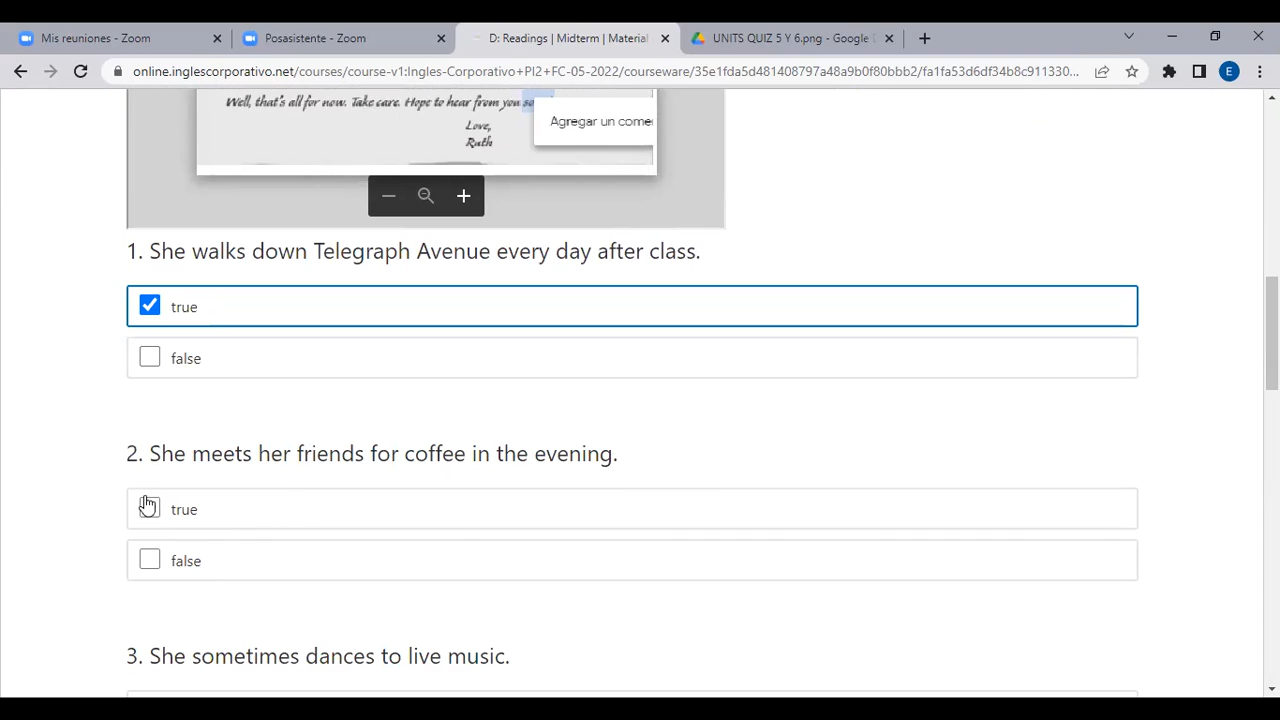 Mis reuniones - Zoom
Posasistente - Zoom
D: Readings | Midterm | Material
UNITS QUIZ 5 Y 6.png - Google
online.inglescorporativo.net/courses/course-v1:Ingles-Corporativo+PI2+FC-05-2022/courseware/35e1fda5d481408797a48a9b0f80bbb2/fa1fa53d6df34b8c911330...
E
Well, that's all for now. Take care. Hope to hear from you so
Agregar un come
Love,
Ruth
1. She walks down Telegraph Avenue every day after class.
true
false
2. She meets her friends for coffee in the evening.
true
false
3. She sometimes dances to live music.